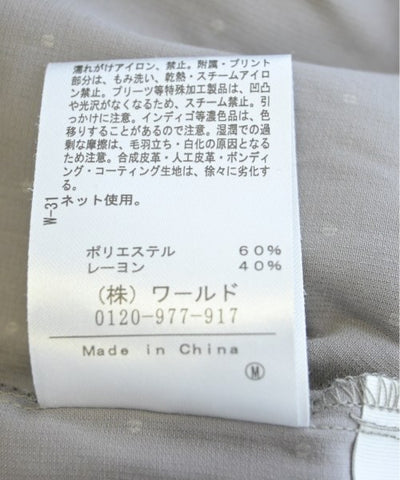 濡れがけアイロン、禁止。附属・プリント
部分は、もみ洗い、乾熱・スチームアイロ
ン禁止。プリーツ等特殊加工製品は、凹凸
や光沢がなくなるため、スチーム禁止。引
っかけに注意。インディゴ等濃色品は、色
移りすることがあるので注意。湿潤での過
剰な摩擦は、毛羽立ち・白化の原因となる
ため注意。合成皮革・人工皮革・ボンディ
ング・コーティング生地は、徐々に劣化す
る。
ネット使用。
W-31
ポリエステル 60%
レーヨン 40%
(株) ワールド
0120-977-917
Made in China
M